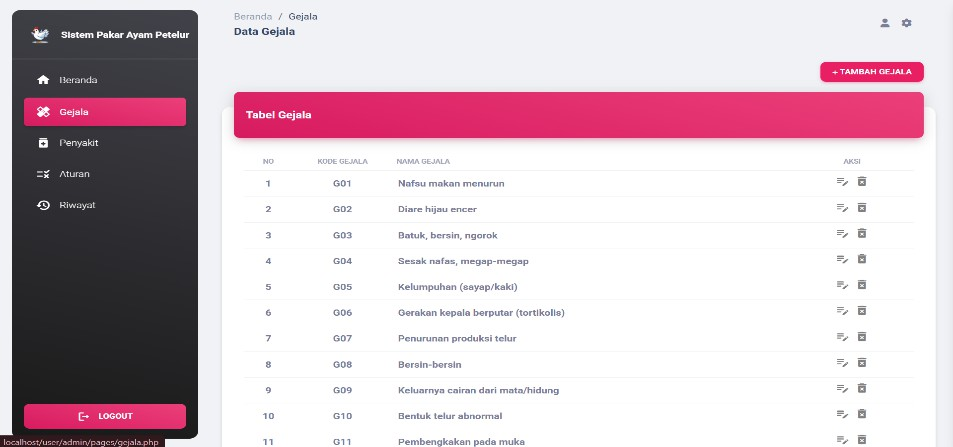 Sistem Pakar Ayam Petelur
Beranda
Gejala
Penyakit
Aturan
Riwayat
LOGOUT
localhost/user/admin/pages/gejala.php
Beranda / Gejala
Data Gejala
+ TAMBAH GEJALA
Tabel Gejala
NO KODE GEJALA NAMA GEJALA AKSI
1 G01 Nafsu makan menurun
2 G02 Diare hijau encer
3 G03 Batuk, bersin, ngorok
4 G04 Sesak nafas, megap-megap
5 G05 Kelumpuhan (sayap/kaki)
6 G06 Gerakan kepala berputar (tortikolis)
7 G07 Penurunan produksi telur
8 G08 Bersin-bersin
9 G09 Keluarnya cairan dari mata/hidung
10 G10 Bentuk telur abnormal
11 G11 Pembengkakan pada muka